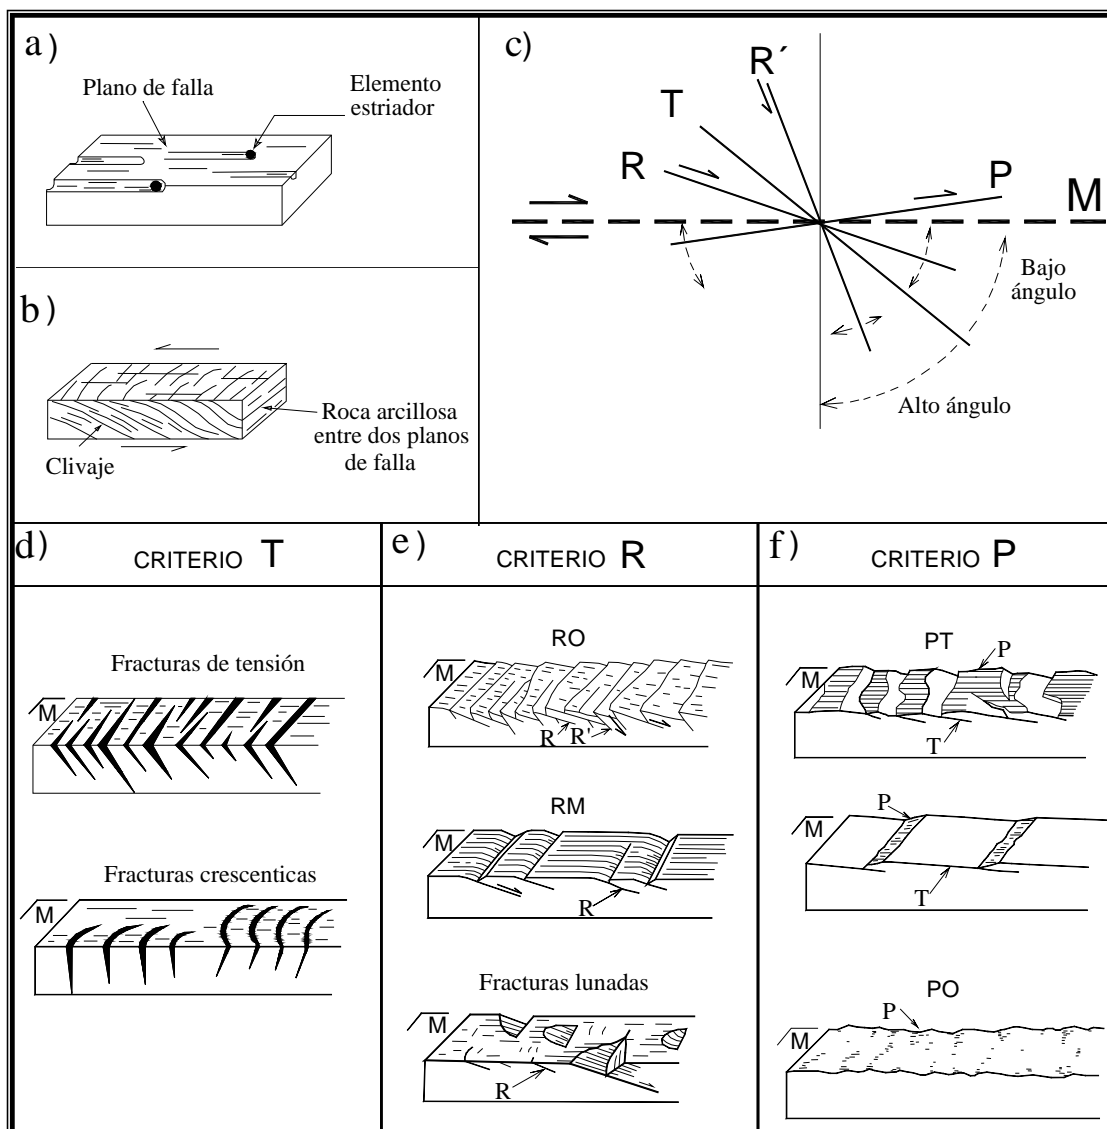 a)
Plano de falla
Elemento
estriador
b)
Roca arcillosa
entre dos planos
de falla
Clivaje
c)
R´
T
R
P
M
Bajo
ángulo
Alto ángulo
d)
CRITERIO T
Fracturas de tensión
M
Fracturas crescenticas
M
e)
CRITERIO R
RO
M
R
R'
RM
M
R
Fracturas lunadas
M
R
f)
CRITERIO P
PT
P
M
T
P
M
T
PO
P
M